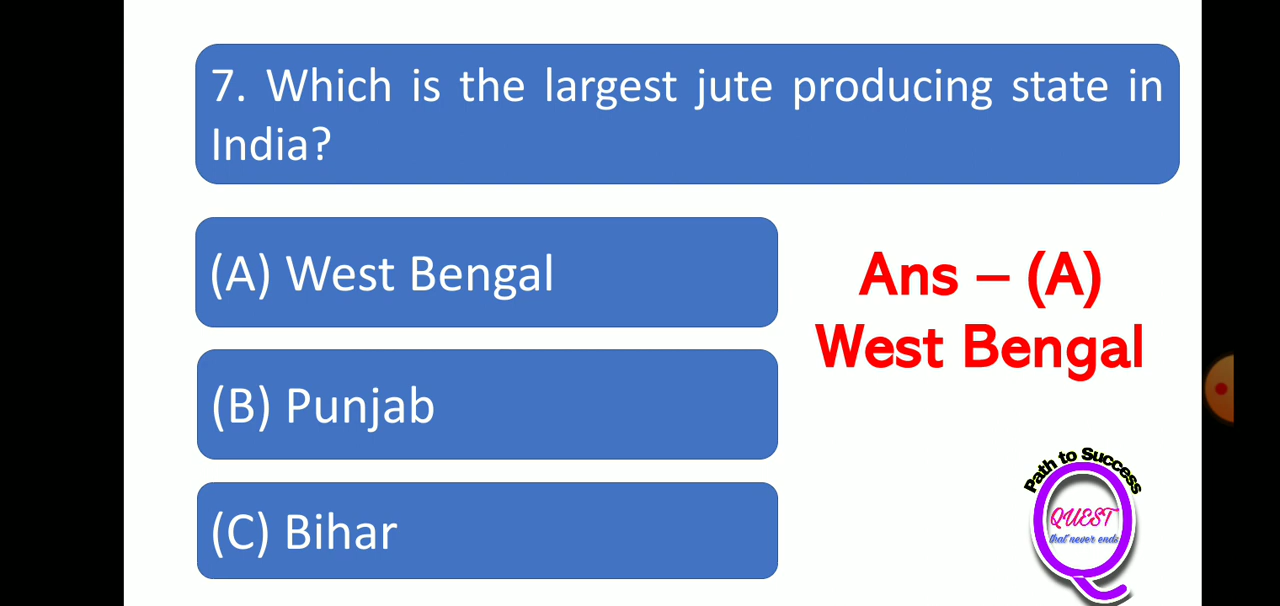 7. Which is the largest jute producing state in
India?
(A) West Bengal
Ans – (A)
West Bengal
(B) Punjab
(C) Bihar
Path to Success
QUEST
that never ends